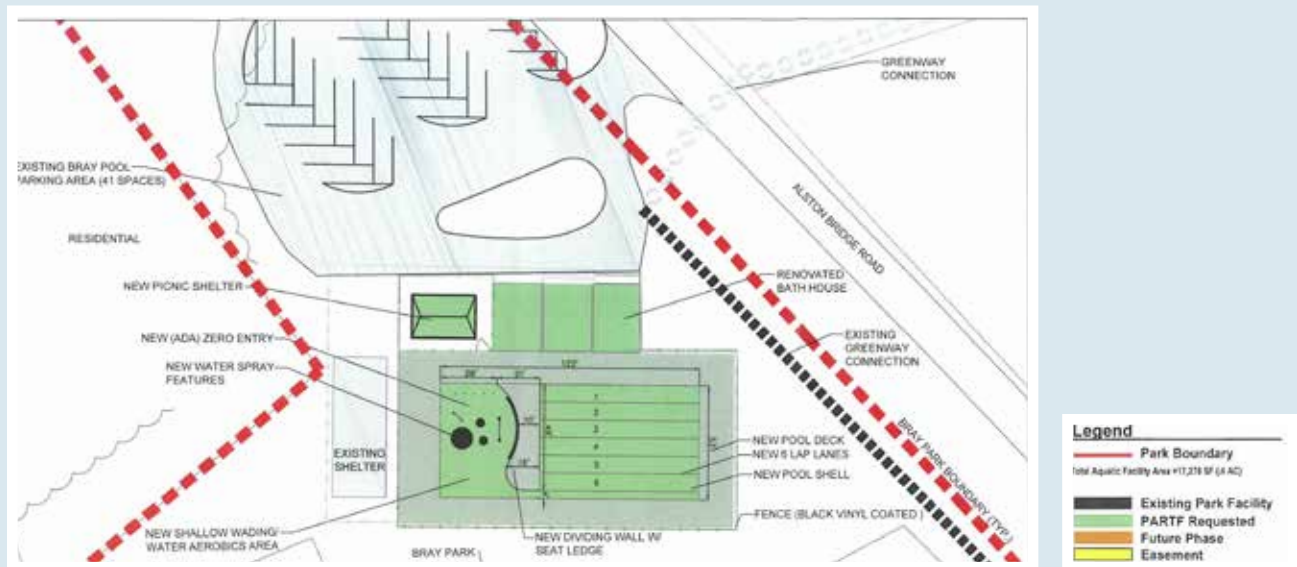 GREENWAY
CONNECTION
EXISTING BRAY POOL
PARKING AREA (41 SPACES)
RESIDENTIAL
ALSTON BRIDGE ROAD
NEW PICNIC SHELTER
RENOVATED
BATH HOUSE
NEW (ADA) ZERO ENTRY
NEW WATER SPRAY
FEATURES
EXISTING
GREENWAY
CONNECTION
1
2
3
4
5
6
EXISTING
SHELTER
NEW POOL DECK
NEW 6 LAP LANES
NEW POOL SHELL
BRAY PARK BOUNDARY (TYP.)
NEW SHALLOW WADING/
WATER AEROBICS AREA
NEW DIVIDING WALL W/
SEAT LEDGE
FENCE (BLACK VINYL COATED )
BRAY PARK
Legend
Park Boundary
Total Aquatic Facility Area
Existing Park Facility
PARTF Requested
Future Phase
Easement